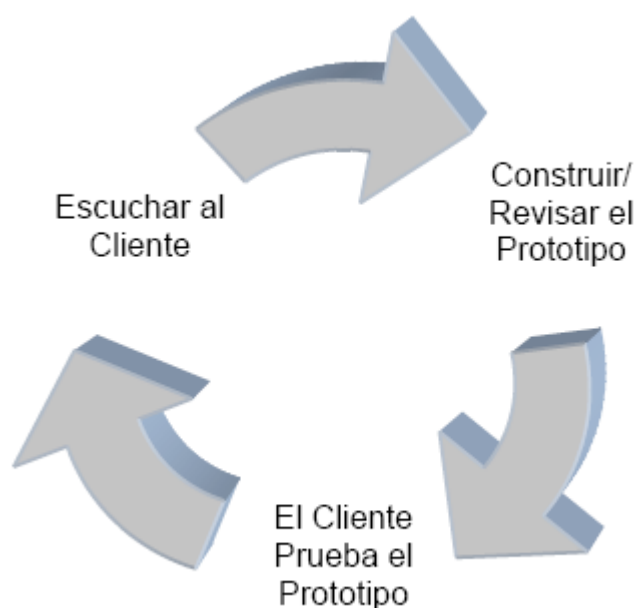 Escuchar al
Cliente
Construir/
Revisar el
Prototipo
El Cliente
Prueba el
Prototipo